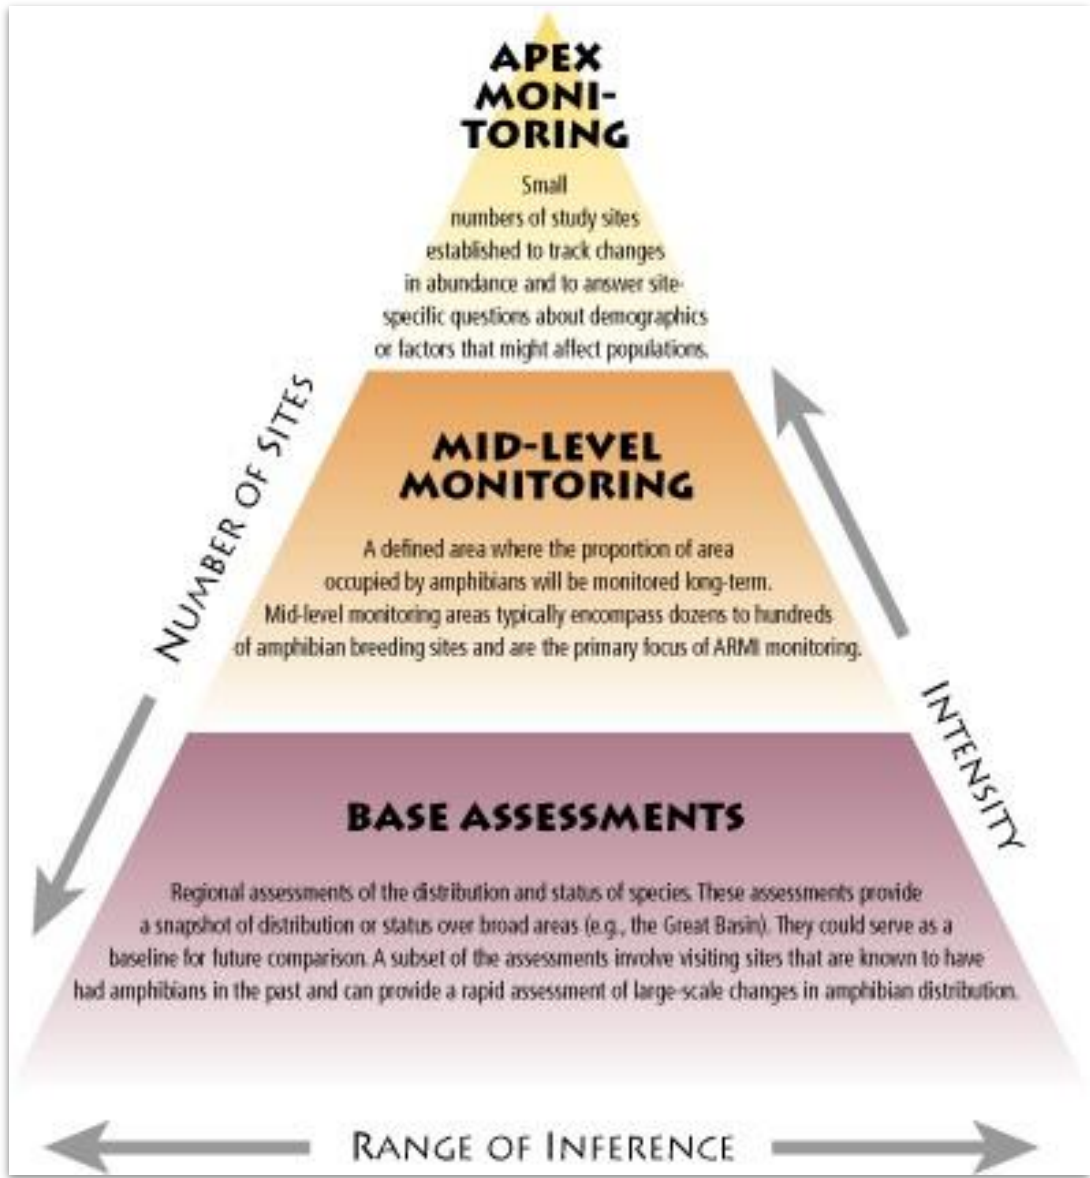 APEX
MONI-
TORING
Small
numbers of study sites
established to track changes
in abundance and to answer site-
specific questions about demographics
or factors that might affect populations.
NUMBER OF SITES
MID-LEVEL
MONITORING
A defined area where the proportion of area
occupied by amphibians will be monitored long-term.
Mid-level monitoring areas typically encompass dozens to hundreds
of amphibian breeding sites and are the primary focus of ARMI monitoring.
INTENSITY
BASE ASSESSMENTS
Regional assessments of the distribution and status of species. These assessments provide
a snapshot of distribution or status over broad areas (e.g., the Great Basin). They could serve as a
baseline for future comparison. A subset of the assessments involve visiting sites that are known to have
had amphibians in the past and can provide a rapid assessment of large-scale changes in amphibian distribution.
RANGE OF INFERENCE